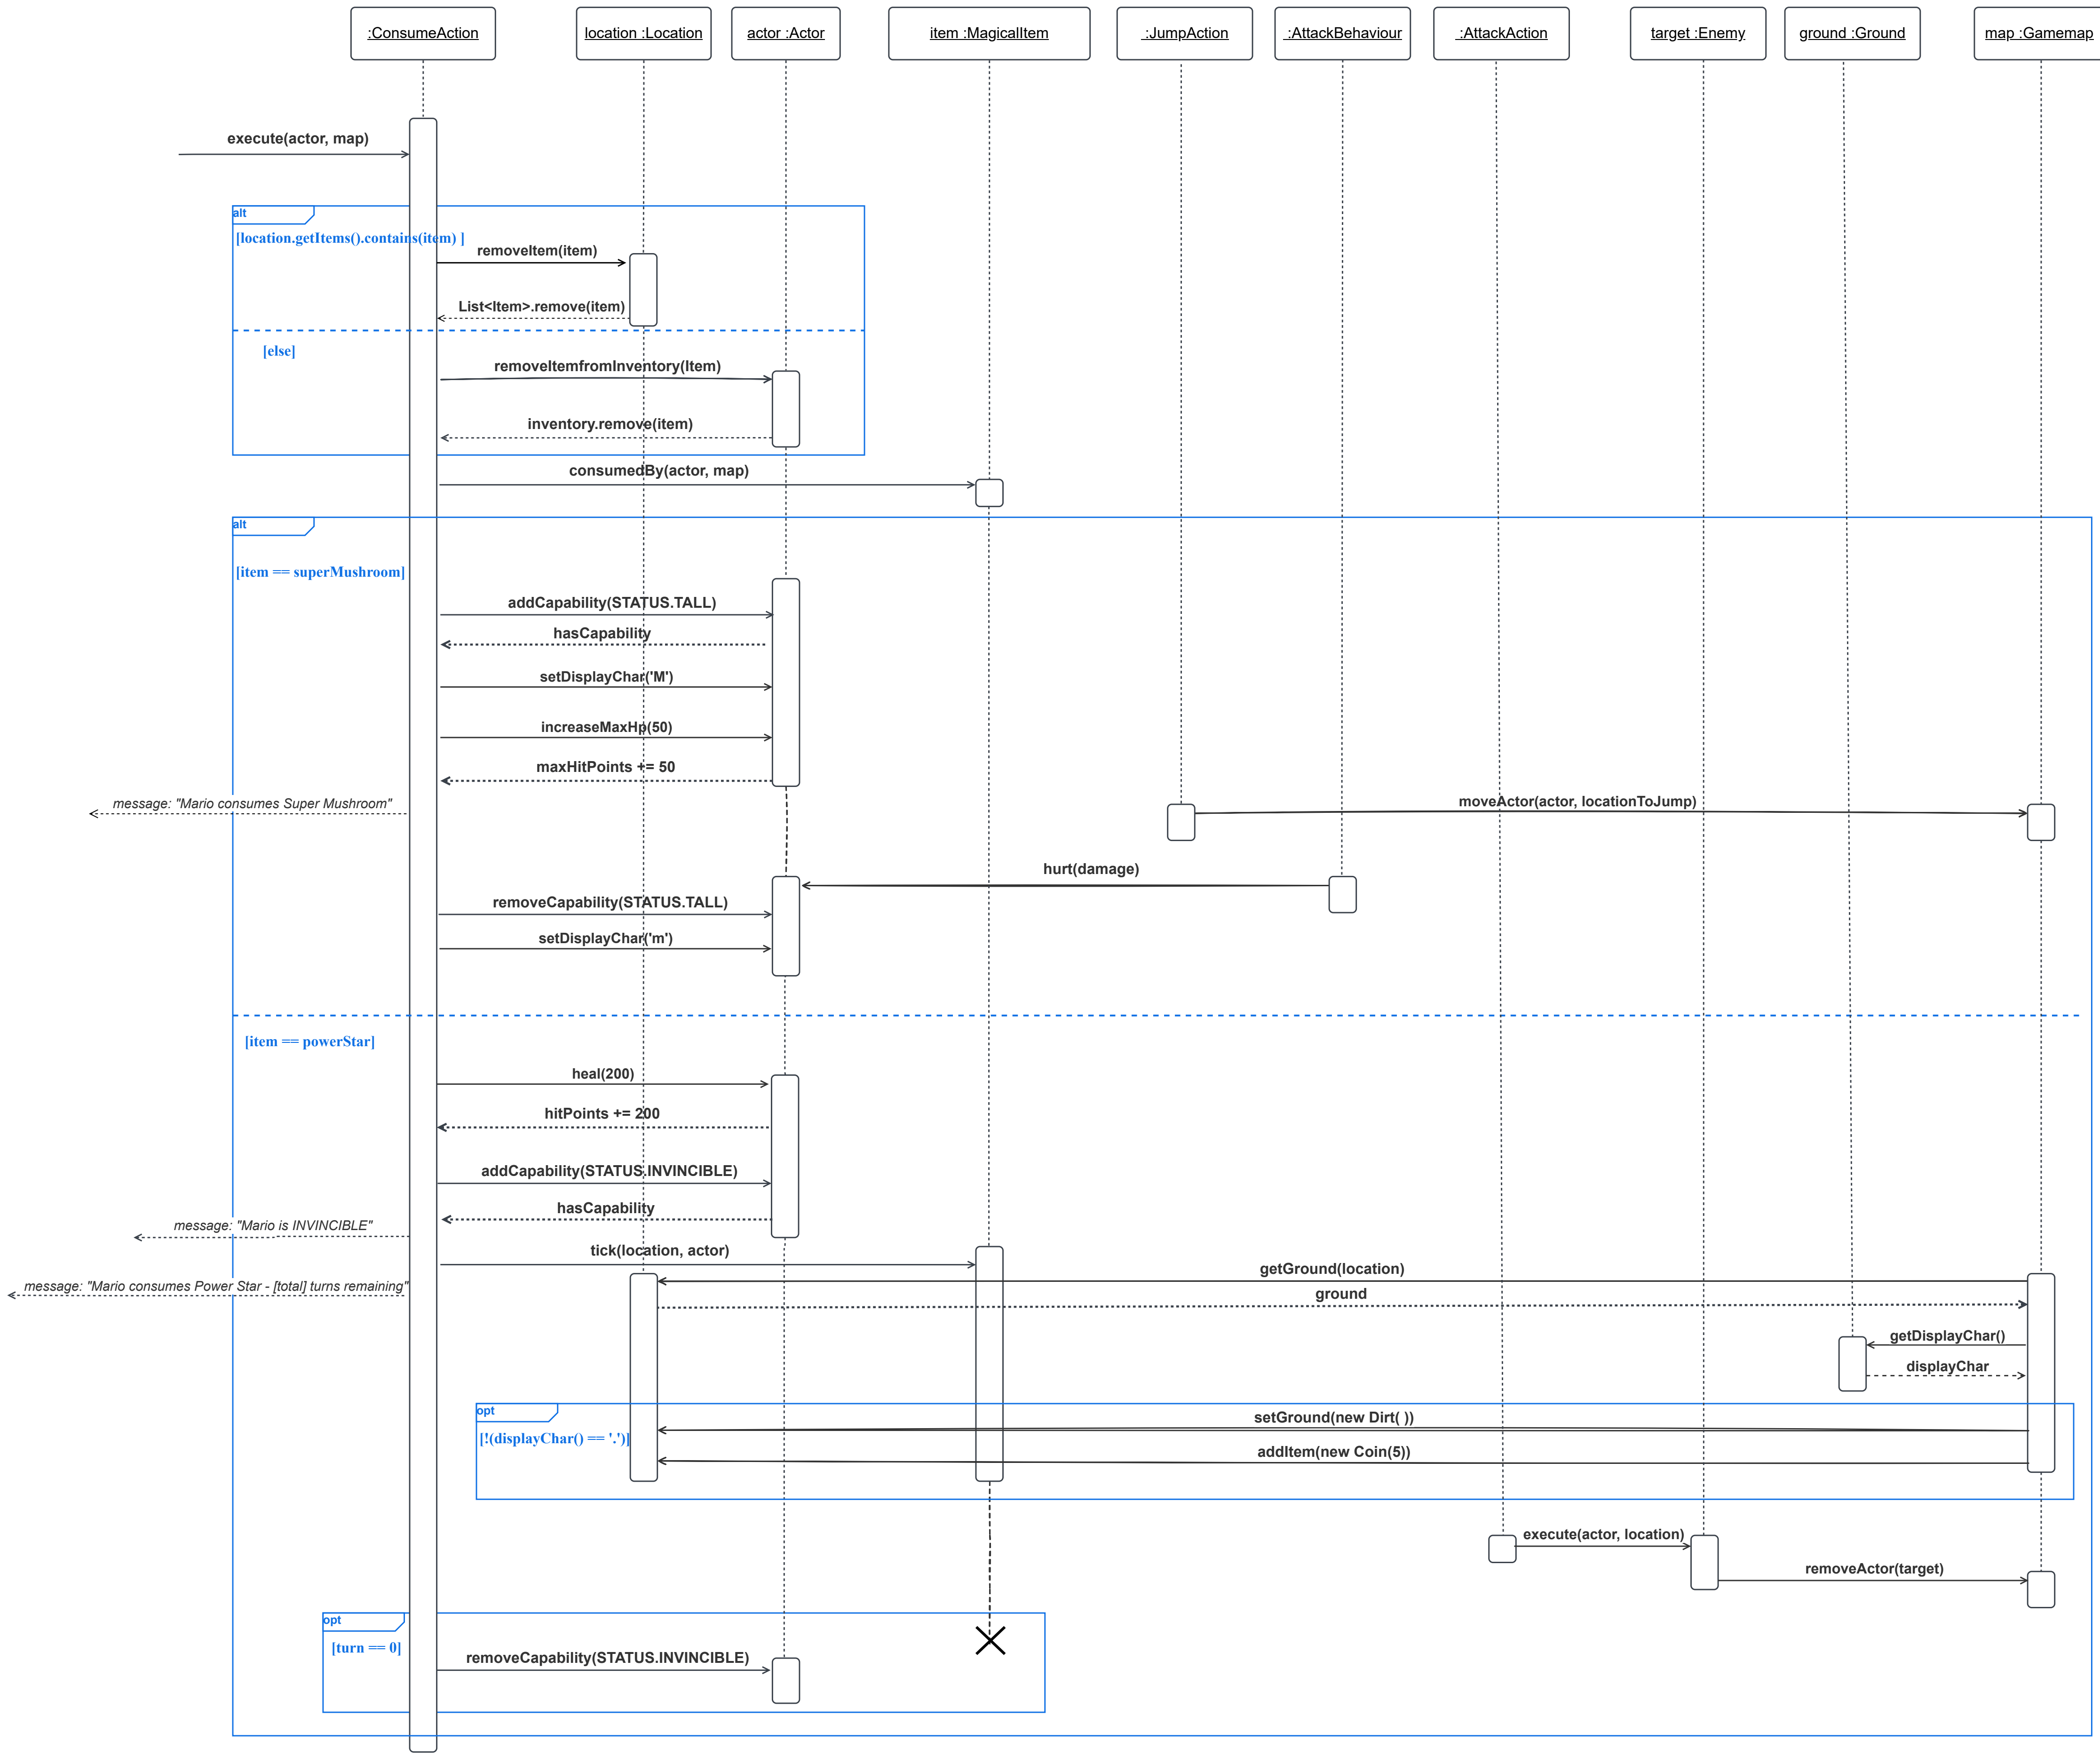 :ConsumeAction
location :Location
actor :Actor
item :MagicalItem
:JumpAction
:AttackBehaviour
:AttackAction
target :Enemy
ground :Ground
map :Gamemap
execute(actor, map)
alt
[location.getItems().contains(item) ]
removeItem(item)
List<Item>.remove(item)
[else]
removeItemfromInventory(Item)
inventory.remove(item)
consumedBy(actor, map)
alt
[item == superMushroom]
addCapability(STATUS.TALL)
hasCapability
setDisplayChar('M')
increaseMaxHp(50)
maxHitPoints += 50
message: "Mario consumes Super Mushroom"
moveActor(actor, locationToJump)
hurt(damage)
removeCapability(STATUS.TALL)
setDisplayChar('m')
[item == powerStar]
heal(200)
hitPoints += 200
addCapability(STATUS.INVINCIBLE)
hasCapability
message: "Mario is INVINCIBLE"
tick(location, actor)
getGround(location)
message: "Mario consumes Power Star - [total] turns remaining"
ground
getDisplayChar()
displayChar
opt
setGround(new Dirt( ))
[!(displayChar() == '.')]
addItem(new Coin(5))
execute(actor, location)
removeActor(target)
opt
[turn == 0]
removeCapability(STATUS.INVINCIBLE)